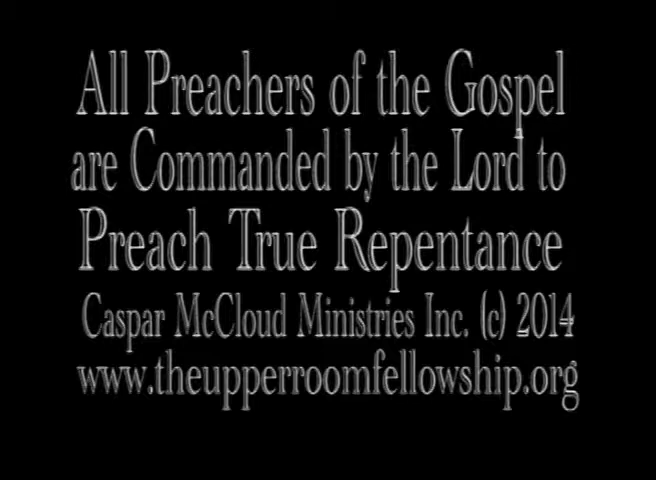 All Preachers of the Gospel
are Commanded by the Lord to
Preach True Repentance
Caspar McCloud Ministries Inc. (c) 2014
www.theupperroomfellowship.org